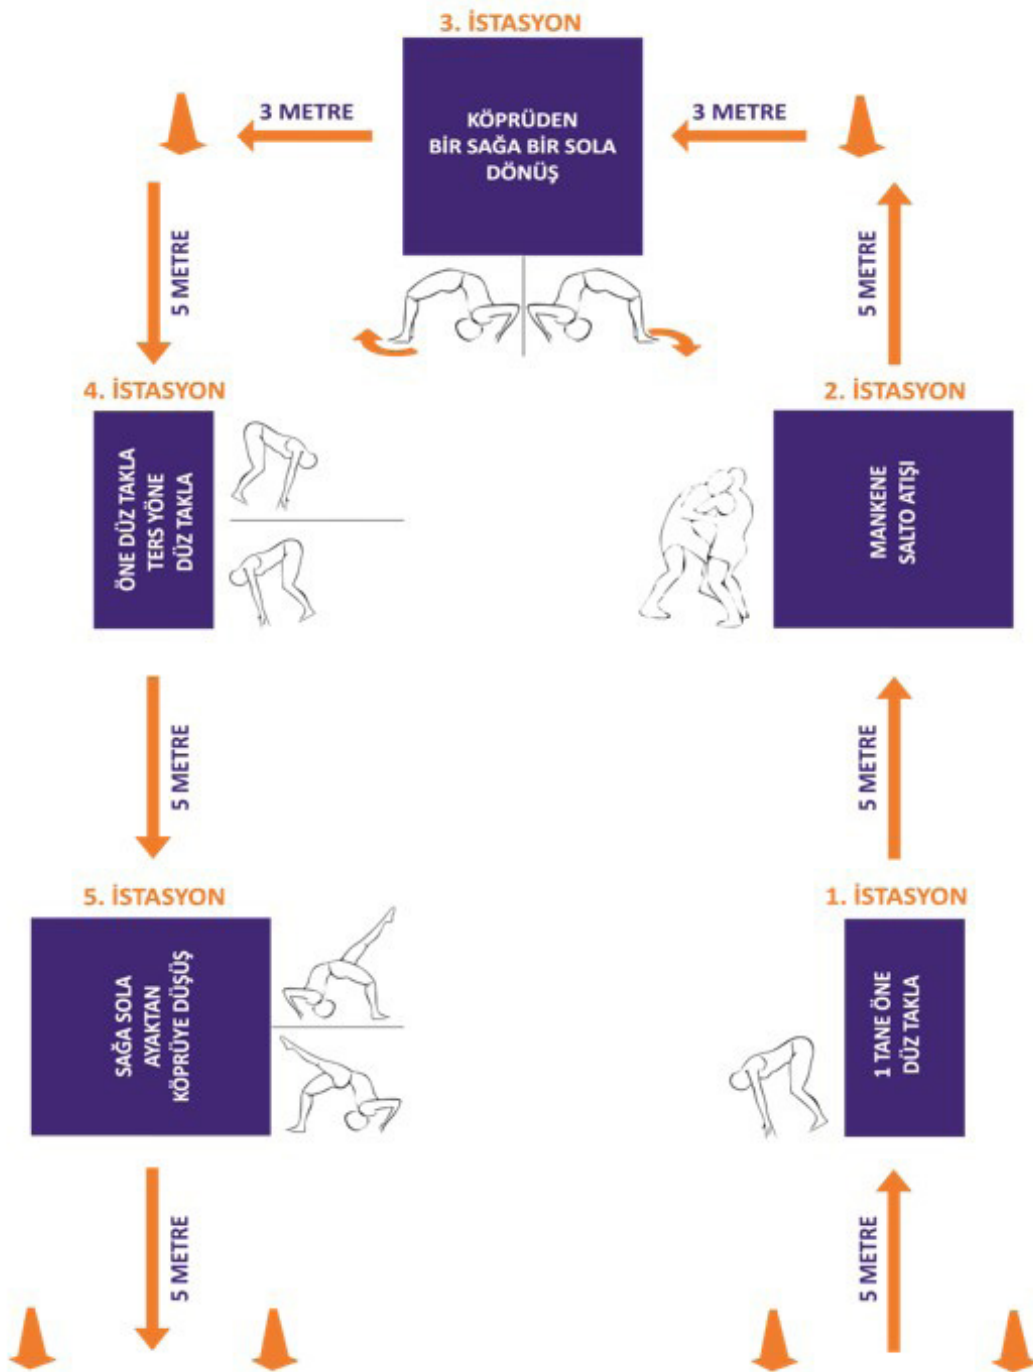 3. İSTASYON
KÖPRÜDEN
BİR SAĞA BİR SOLA
DÖNÜŞ
3 METRE
3 METRE
5 METRE
5 METRE
4. İSTASYON
ÖNE DÜZ TAKLA
TERS YÖNE
DÜZ TAKLA
2. İSTASYON
MANKENE
SALTO ATIŞI
5 METRE
5 METRE
5. İSTASYON
SAĞA SOLA
AYAKTAN
KÖPRÜYE DÜŞÜŞ
1. İSTASYON
1 TANE ÖNE
DÜZ TAKLA
5 METRE
5 METRE